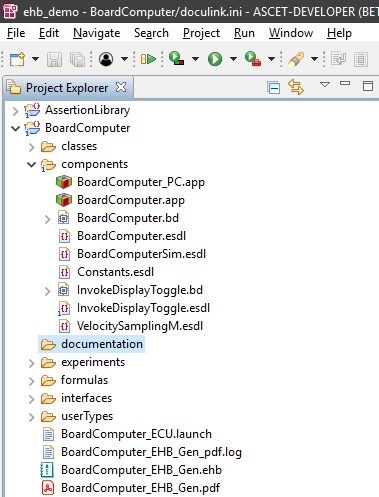 ehb_demo - BoardComputer/doculink.ini - ASCET-DEVELOPER (BET
File Edit Navigate Search Project Run Window Help
Project Explorer
AssertionLibrary
BoardComputer
classes
components
BoardComputer_PC.app
BoardComputer.app
BoardComputer.bd
BoardComputer.esdl
BoardComputerSim.esdl
Constants.esdl
InvokeDisplayToggle.bd
InvokeDisplayToggle.esdl
VelocitySamplingM.esdl
documentation
experiments
formulas
interfaces
userTypes
BoardComputer_ECU.launch
BoardComputer_EHB_Gen_pdf.log
BoardComputer_EHB_Gen.ehb
BoardComputer_EHB_Gen.pdf